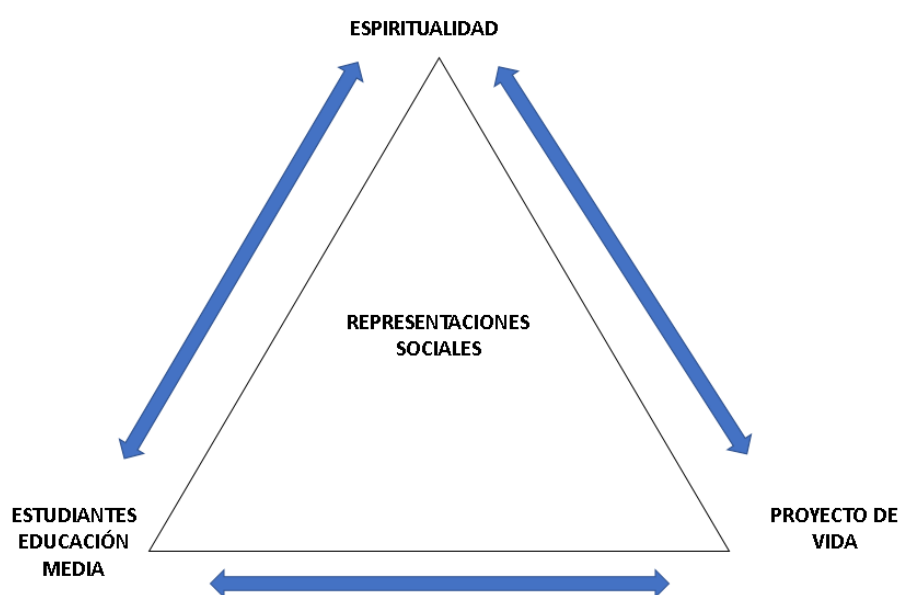 ESPIRITUALIDAD
REPRESENTACIONES
SOCIALES
ESTUDIANTES
EDUCACIÓN
MEDIA
PROYECTO DE
VIDA